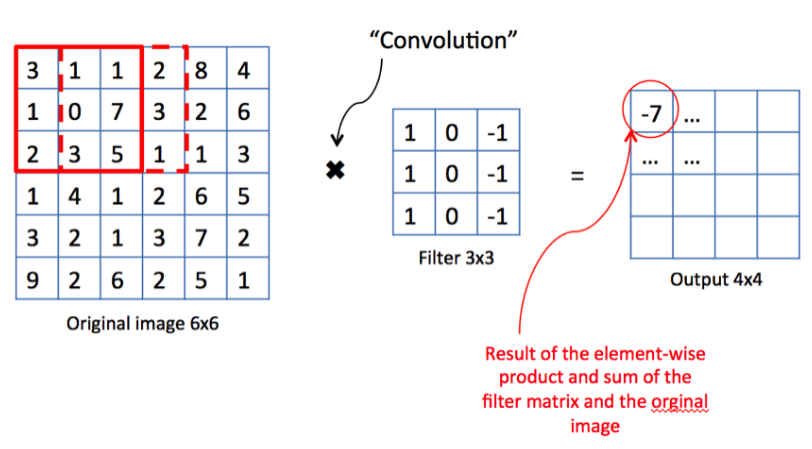 “Convolution”
3 1 1 2 8 4
1 0 7 3 2 6
2 3 5 1 1 3
1 4 1 2 6 5
3 2 1 3 7 2
9 2 6 2 5 1
Original image 6x6
✖
1 0 -1
1 0 -1
1 0 -1
Filter 3x3
=
-7 ...
... ...
Output 4x4
Result of the element-wise
product and sum of the
filter matrix and the orginal
image